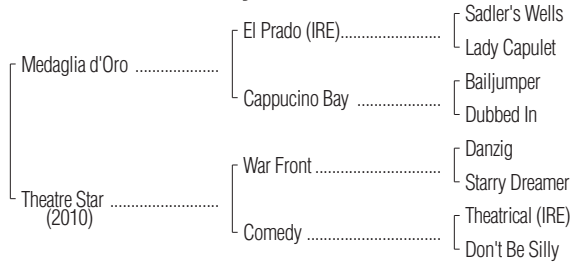 Sadler's Wells
El Prado (IRE)....................
Lady Capulet
Medaglia d'Oro ...................
Bailjumper
Cappucino Bay ...................
Dubbed In
Danzig
War Front ..........................
Starry Dreamer
Theatre Star .........................
(2010)
Theatrical (IRE)
Comedy ..............................
Don't Be Silly